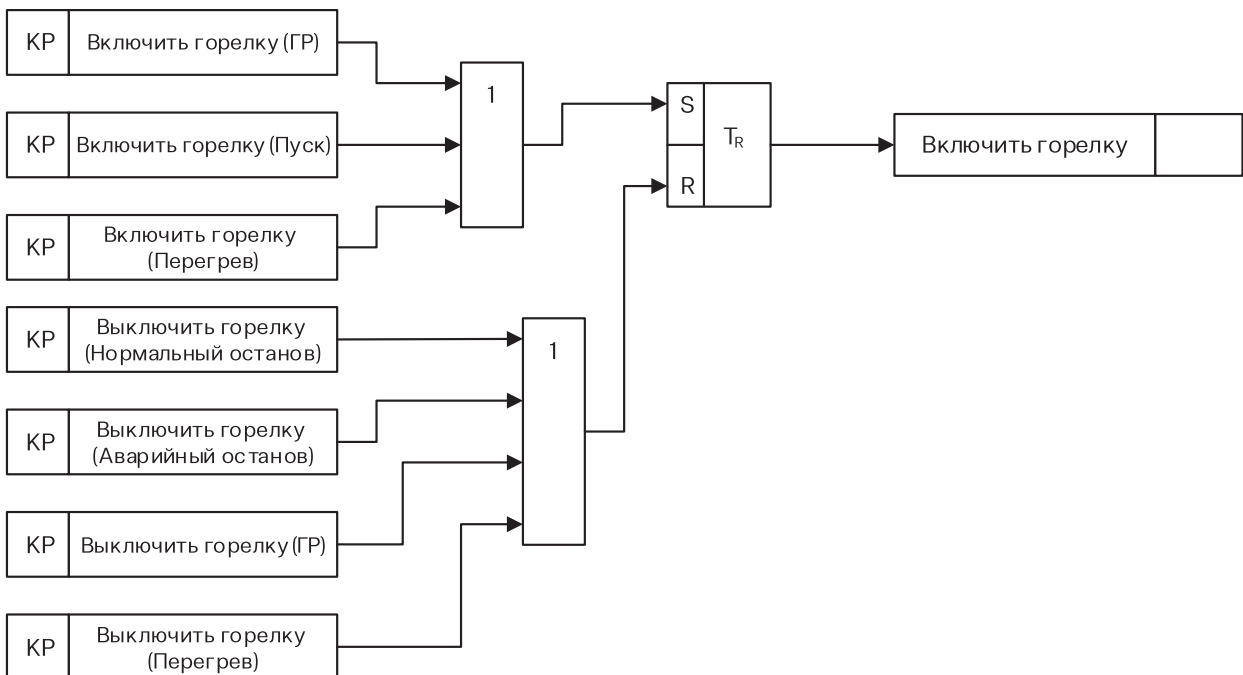 КР
Включить горелку (ГР)
КР
Включить горелку (Пуск)
КР
Включить горелку
(Перегрев)
КР
Выключить горелку
(Нормальный останов)
КР
Выключить горелку
(Аварийный останов)
КР
Выключить горелку (ГР)
КР
Выключить горелку
(Перегрев)
1
1
S
R
TR
Включить горелку